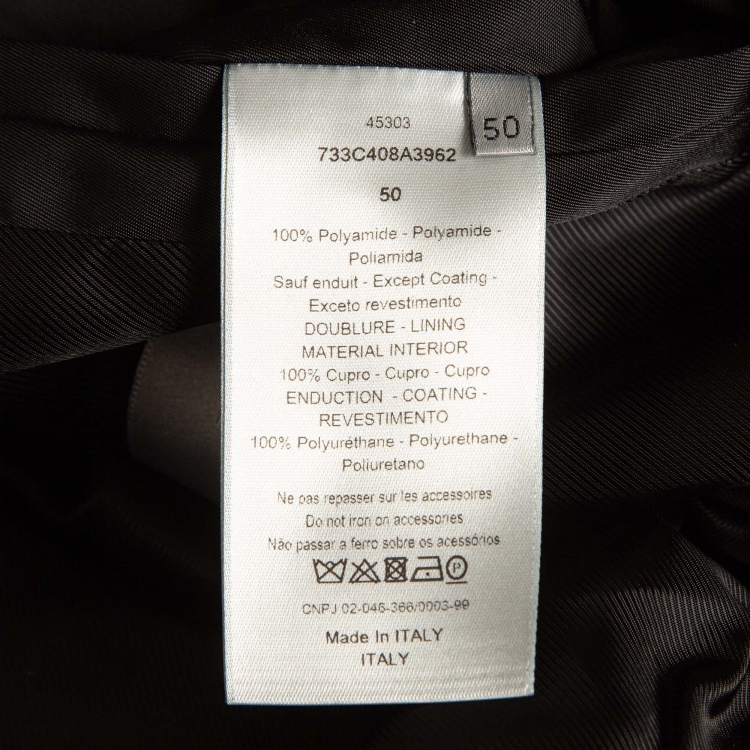 45303
50
733C408A3962
50
100% Polyamide - Polyamide -
Poliamida
Sauf enduit - Except Coating -
Exceto revestimento
DOUBLURE - LINING
MATERIAL INTERIOR
100% Cupro - Cupro - Cupro
ENDUCTION - COATING -
REVESTIMENTO
100% Polyuréthane - Polyurethane -
Poliuretano
Ne pas repasser sur les accessoires
Do not iron on accessories
Não passar a ferro sobre os acessórios
P
CNPJ 02-046-366/0003-99
Made In ITALY
ITALY